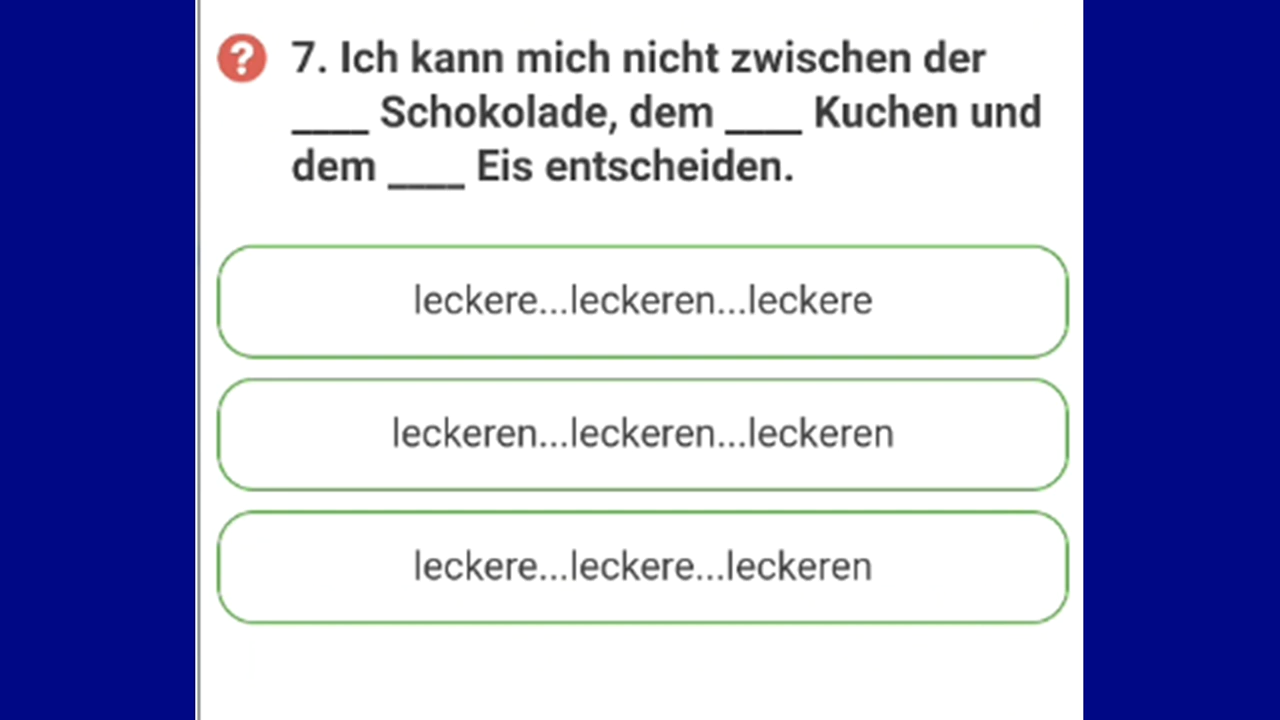 7. Ich kann mich nicht zwischen der
____ Schokolade, dem ____ Kuchen und
dem ____ Eis entscheiden.
leckere...leckeren...leckere
leckeren...leckeren...leckeren
leckere...leckere...leckeren